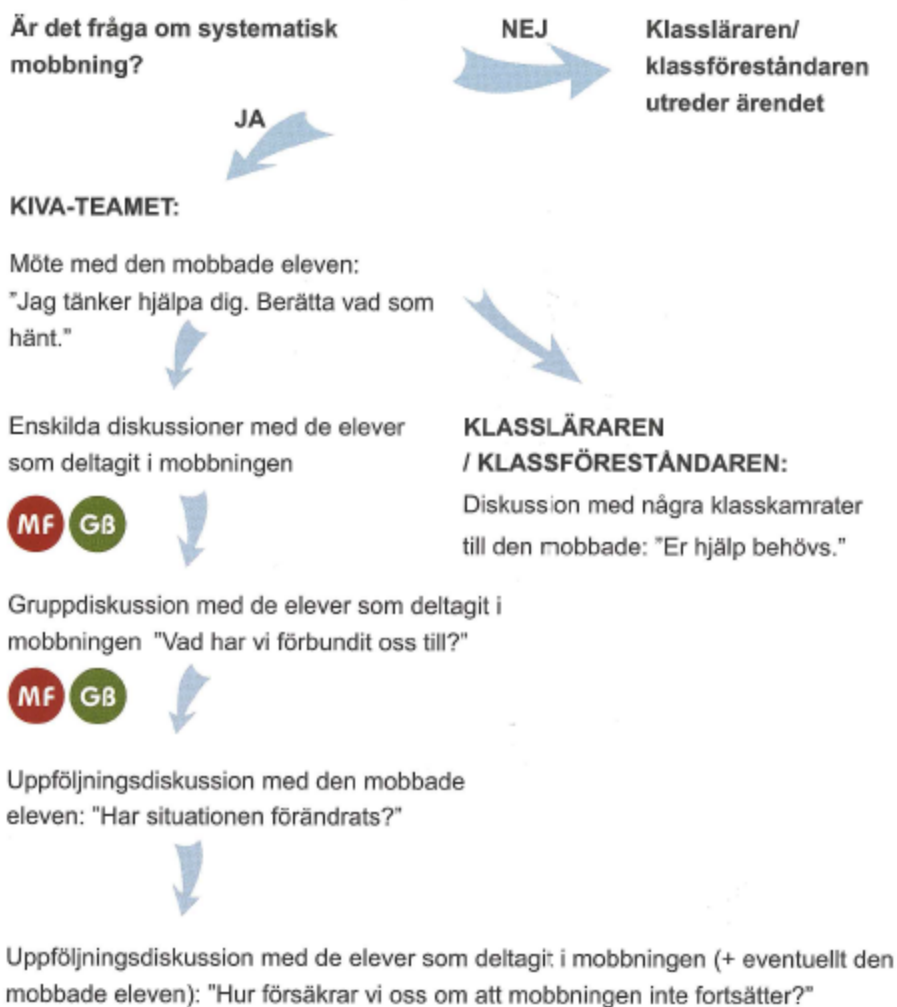 Är det fråga om systematisk
mobbning?
NEJ
Klassläraren/
klassföreståndaren
utreder ärendet
JA
KIVA-TEAMET:
Möte med den mobbade eleven:
"Jag tänker hjälpa dig. Berätta vad som
hänt."
Enskilda diskussioner med de elever
som deltagit i mobbningen
MF GB
KLASSLÄRAREN
/ KLASSFÖRESTÅNDAREN:
Diskussion med några klasskamrater
till den mobbade: "Er hjälp behövs."
Gruppdiskussion med de elever som deltagit i
mobbningen "Vad har vi förbundit oss till?"
MF GB
Uppföljningsdiskussion med den mobbade
eleven: "Har situationen förändrats?"
Uppföljningsdiskussion med de elever som deltagit i mobbningen (+ eventuellt den
mobbade eleven): "Hur försäkrar vi oss om att mobbningen inte fortsätter?"